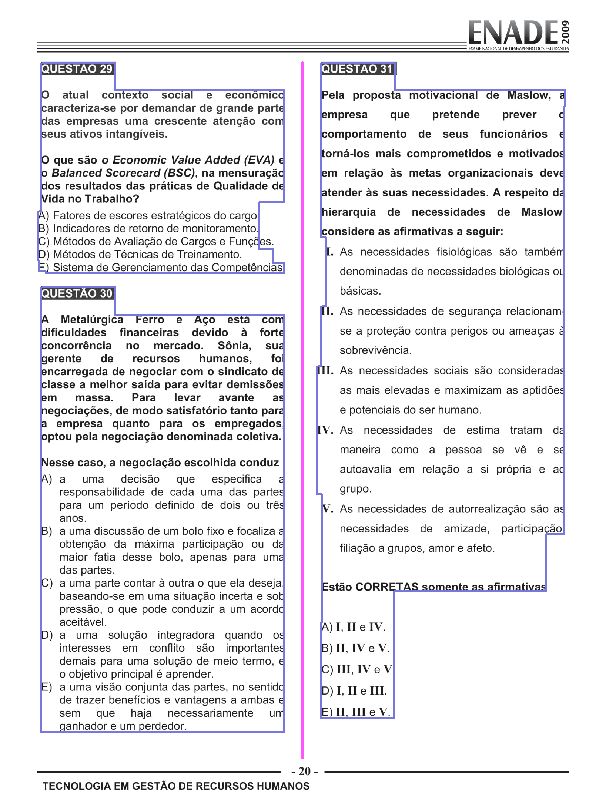 ENADE 2009
EXAME NACIONAL DE DESEMPENHO DOS ESTUDANTES
QUESTÃO 29
O atual contexto social e econômico
caracteriza-se por demandar de grande parte
das empresas uma crescente atenção com
seus ativos intangíveis.
O que são o Economic Value Added (EVA) e
o Balanced Scorecard (BSC), na mensuração
dos resultados das práticas de Qualidade de
Vida no Trabalho?
A) Fatores de escores estratégicos do cargo.
B) Indicadores de retorno de monitoramento.
C) Métodos de Avaliação de Cargos e Funções.
D) Métodos de Técnicas de Treinamento.
E) Sistema de Gerenciamento das Competências.
QUESTÃO 30
A Metalúrgica Ferro e Aço está com
dificuldades financeiras devido à forte
concorrência no mercado. Sônia, sua
gerente de recursos humanos, foi
encarregada de negociar com o sindicato de
classe a melhor saída para evitar demissões
em massa. Para levar avante as
negociações, de modo satisfatório tanto para
a empresa quanto para os empregados,
optou pela negociação denominada coletiva.
Nesse caso, a negociação escolhida conduz
A) a uma decisão que especifica a
responsabilidade de cada uma das partes
para um período definido de dois ou três
anos.
B) a uma discussão de um bolo fixo e focaliza a
obtenção da máxima participação ou da
maior fatia desse bolo, apenas para uma
das partes.
C) a uma parte contar à outra o que ela deseja,
baseando-se em uma situação incerta e sob
pressão, o que pode conduzir a um acordo
aceitável.
D) a uma solução integradora quando os
interesses em conflito são importantes
demais para uma solução de meio termo, e
o objetivo principal é aprender.
E) a uma visão conjunta das partes, no sentido
de trazer benefícios e vantagens a ambas e
sem que haja necessariamente um
ganhador e um perdedor.
QUESTÃO 31
Pela proposta motivacional de Maslow, a
empresa que pretende prever o
comportamento de seus funcionários e
torná-los mais comprometidos e motivados
em relação às metas organizacionais deve
atender às suas necessidades. A respeito da
hierarquia de necessidades de Maslow,
considere as afirmativas a seguir:
I. As necessidades fisiológicas são também
denominadas de necessidades biológicas ou
básicas.
II. As necessidades de segurança relacionam-
se a proteção contra perigos ou ameaças à
sobrevivência.
III. As necessidades sociais são consideradas
as mais elevadas e maximizam as aptidões
e potenciais do ser humano.
IV. As necessidades de estima tratam da
maneira como a pessoa se vê e se
autoavalia em relação a si própria e ao
grupo.
V. As necessidades de autorrealização são as
necessidades de amizade, participação,
filiação a grupos, amor e afeto.
Estão CORRETAS somente as afirmativas
A) I, II e IV.
B) II, IV e V.
C) III, IV e V
D) I, II e III.
E) II, III e V.
- 20 -
TECNOLOGIA EM GESTÃO DE RECURSOS HUMANOS